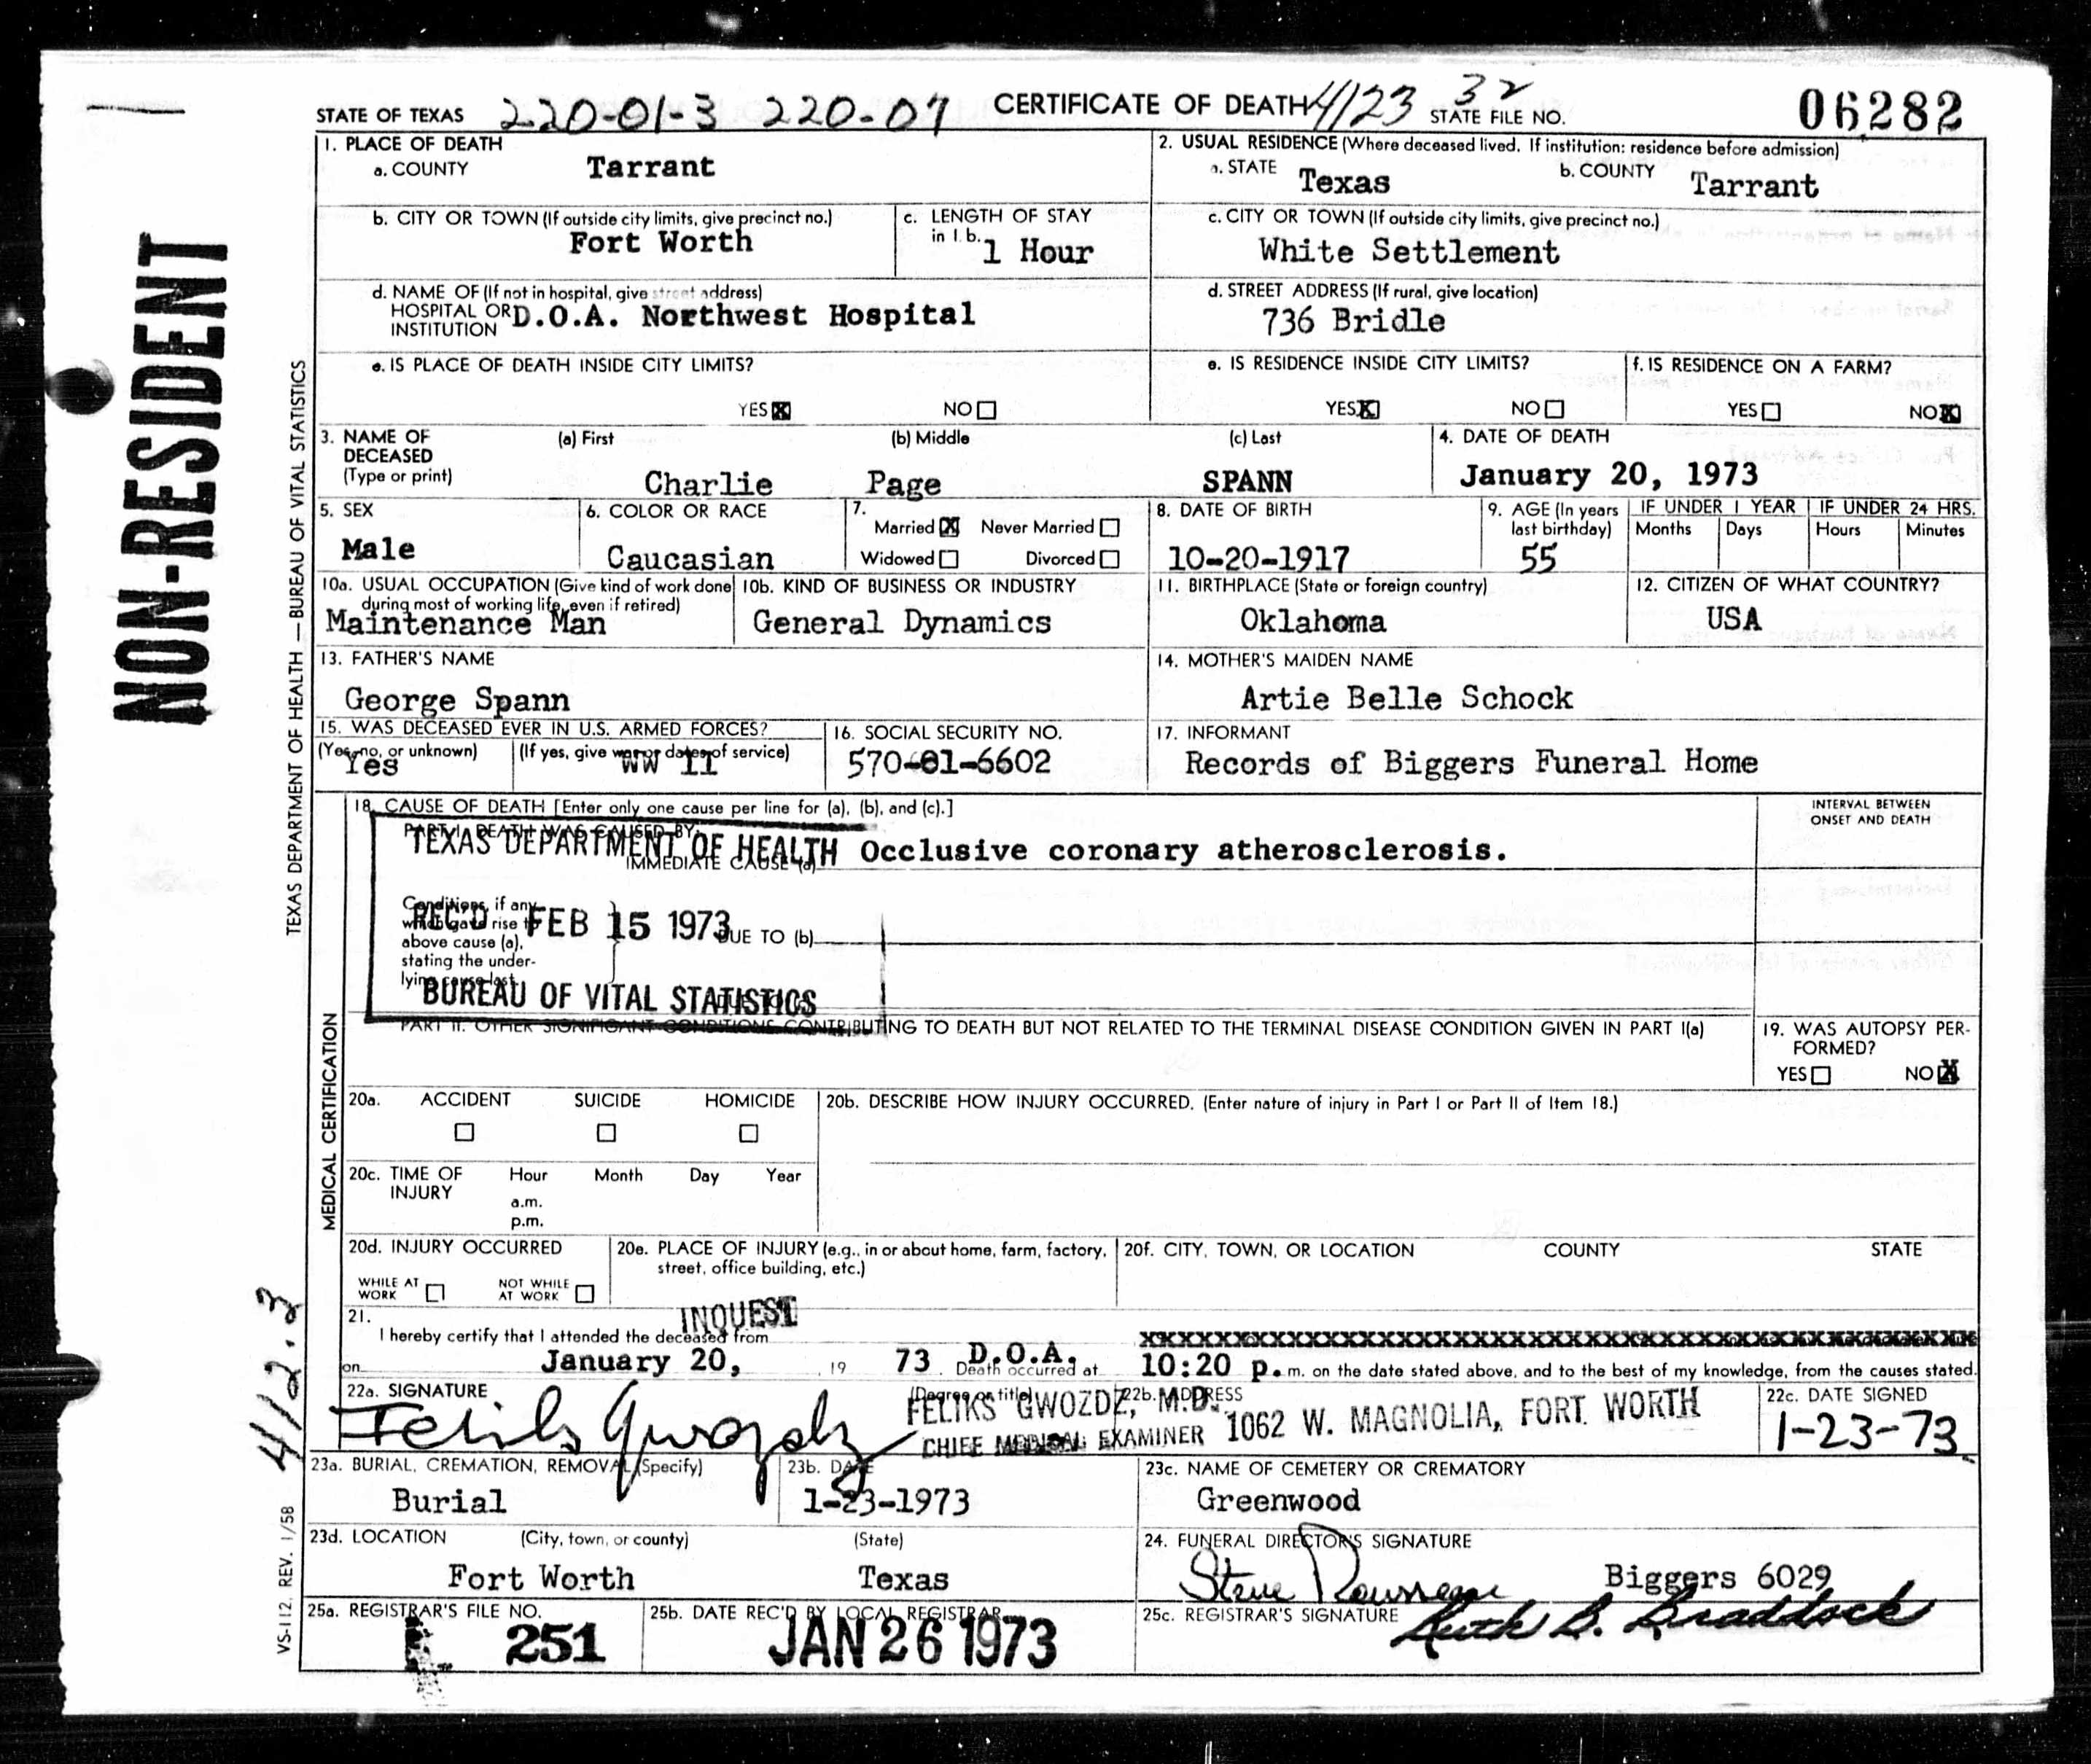 STATE OF TEXAS 220-01-3 220-07 CERTIFICATE OF DEATH 4123 32 STATE FILE NO. 06282
NON-RESIDENT
TEXAS DEPARTMENT OF HEALTH — BUREAU OF VITAL STATISTICS
1. PLACE OF DEATH
a. COUNTY Tarrant
2. USUAL RESIDENCE (Where deceased lived. If institution: residence before admission)
a. STATE Texas b. COUNTY Tarrant
b. CITY OR TOWN (If outside city limits, give precinct no.)
Fort Worth
c. LENGTH OF STAY
in 1 b. 1 Hour
c. CITY OR TOWN (If outside city limits, give precinct no.)
White Settlement
d. NAME OF (If not in hospital, give street address)
HOSPITAL OR
INSTITUTION D.O.A. Northwest Hospital
d. STREET ADDRESS (If rural, give location)
736 Bridle
e. IS PLACE OF DEATH INSIDE CITY LIMITS?
YES X NO
e. IS RESIDENCE INSIDE CITY LIMITS?
YES X NO
f. IS RESIDENCE ON A FARM?
YES NO X
3. NAME OF
DECEASED
(Type or print)
(a) First (b) Middle (c) Last
Charlie Page SPANN
4. DATE OF DEATH
January 20, 1973
5. SEX
Male
6. COLOR OR RACE
Caucasian
7.
Married X Never Married
Widowed Divorced
8. DATE OF BIRTH
10-20-1917
9. AGE (In years
last birthday)
55
IF UNDER 1 YEAR IF UNDER 24 HRS.
Months Days Hours Minutes
10a. USUAL OCCUPATION (Give kind of work done
during most of working life, even if retired)
Maintenance Man
10b. KIND OF BUSINESS OR INDUSTRY
General Dynamics
11. BIRTHPLACE (State or foreign country)
Oklahoma
12. CITIZEN OF WHAT COUNTRY?
USA
13. FATHER'S NAME
George Spann
14. MOTHER'S MAIDEN NAME
Artie Belle Schock
15. WAS DECEASED EVER IN U.S. ARMED FORCES?
(Yes, no, or unknown) (If yes, give war or dates of service)
Yes WW II
16. SOCIAL SECURITY NO.
570-01-6602
17. INFORMANT
Records of Biggers Funeral Home
MEDICAL CERTIFICATION
18. CAUSE OF DEATH [Enter only one cause per line for (a), (b), and (c).]
INTERVAL BETWEEN
ONSET AND DEATH
PART I. DEATH WAS CAUSED BY:
TEXAS DEPARTMENT OF HEALTH
IMMEDIATE CAUSE (a) Occlusive coronary atherosclerosis.
Conditions, if any
which gave rise to
above cause (a),
stating the under-
lying cause last.
REC'D FEB 15 1973
DUE TO (b)
BUREAU OF VITAL STATISTICS
PART II. OTHER SIGNIFICANT CONDITIONS CONTRIBUTING TO DEATH BUT NOT RELATED TO THE TERMINAL DISEASE CONDITION GIVEN IN PART I(a)
19. WAS AUTOPSY PER-
FORMED?
YES NO X
20a. ACCIDENT SUICIDE HOMICIDE
20b. DESCRIBE HOW INJURY OCCURRED. (Enter nature of injury in Part I or Part II of Item 18.)
20c. TIME OF
INJURY
Hour Month Day Year
a.m.
p.m.
20d. INJURY OCCURRED
WHILE AT
WORK
NOT WHILE
AT WORK
20e. PLACE OF INJURY (e.g., in or about home, farm, factory,
street, office building, etc.)
20f. CITY, TOWN, OR LOCATION COUNTY STATE
412.3
21. INQUEST
I hereby certify that I attended the deceased from
on January 20, 19 73. D.O.A. Death occurred at 10:20 p.m. on the date stated above, and to the best of my knowledge, from the causes stated.
22a. SIGNATURE (Degree or title)
Feliks Gwozdz
FELIKS GWOZDZ, M.D.
CHIEF MEDICAL EXAMINER
22b. ADDRESS
1062 W. MAGNOLIA, FORT WORTH
22c. DATE SIGNED
1-23-73
23a. BURIAL, CREMATION, REMOVAL (Specify)
Burial
23b. DATE
1-23-1973
23c. NAME OF CEMETERY OR CREMATORY
Greenwood
23d. LOCATION (City, town, or county) (State)
Fort Worth Texas
24. FUNERAL DIRECTOR'S SIGNATURE
Steve Rousseau Biggers 6029
25a. REGISTRAR'S FILE NO.
251
25b. DATE REC'D BY LOCAL REGISTRAR
JAN 26 1973
25c. REGISTRAR'S SIGNATURE
Ruth B. Braddock
VS-112, REV. 1/58